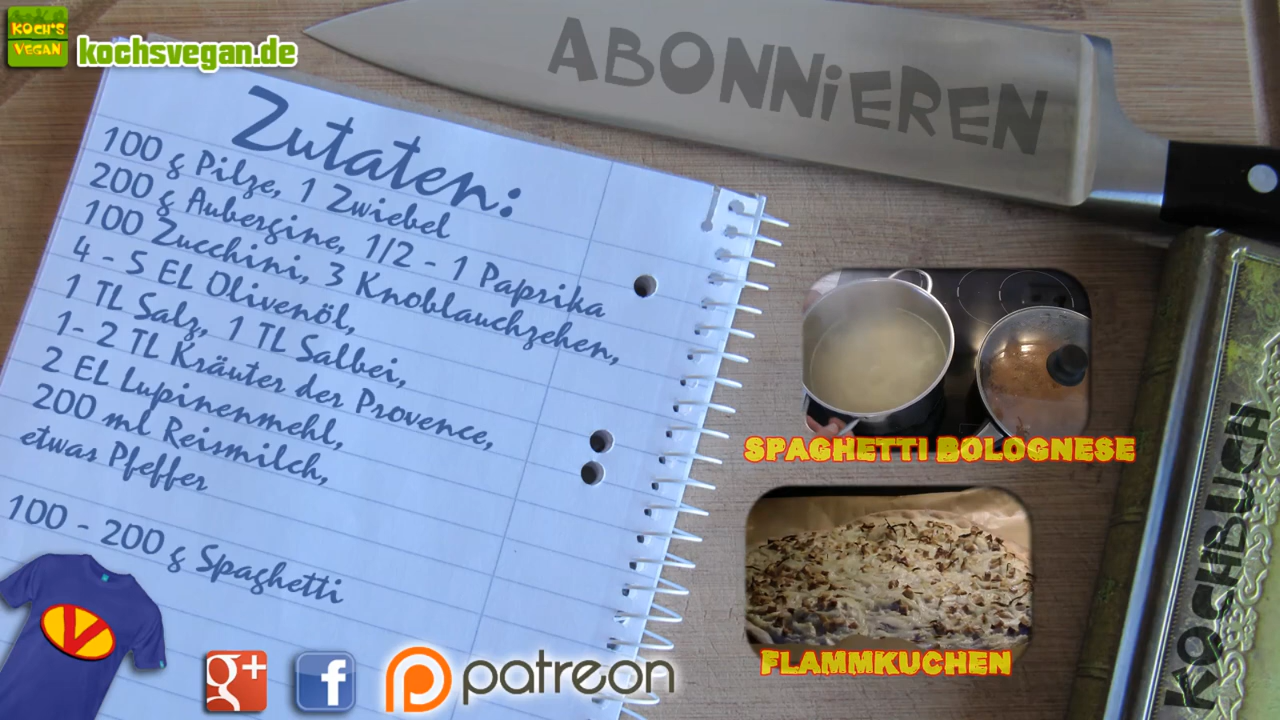 KOCH'S
VEGAN
kochsvegan.de
ABONNiEREN
Zutaten:
100 g Pilze, 1 Zwiebel
200 g Aubergine, 1/2 - 1 Paprika
100 Zucchini, 3 Knoblauchzehen,
4 - 5 EL Olivenöl,
1 TL Salz, 1 TL Salbei,
1- 2 TL Kräuter der Provence,
2 EL Lupinenmehl,
200 ml Reismilch,
etwas Pfeffer
100 - 200 g Spaghetti
SPAGHETTI BOLOGNESE
FLAMMKUCHEN
KOCHBUCH
V
g+
f
patreon